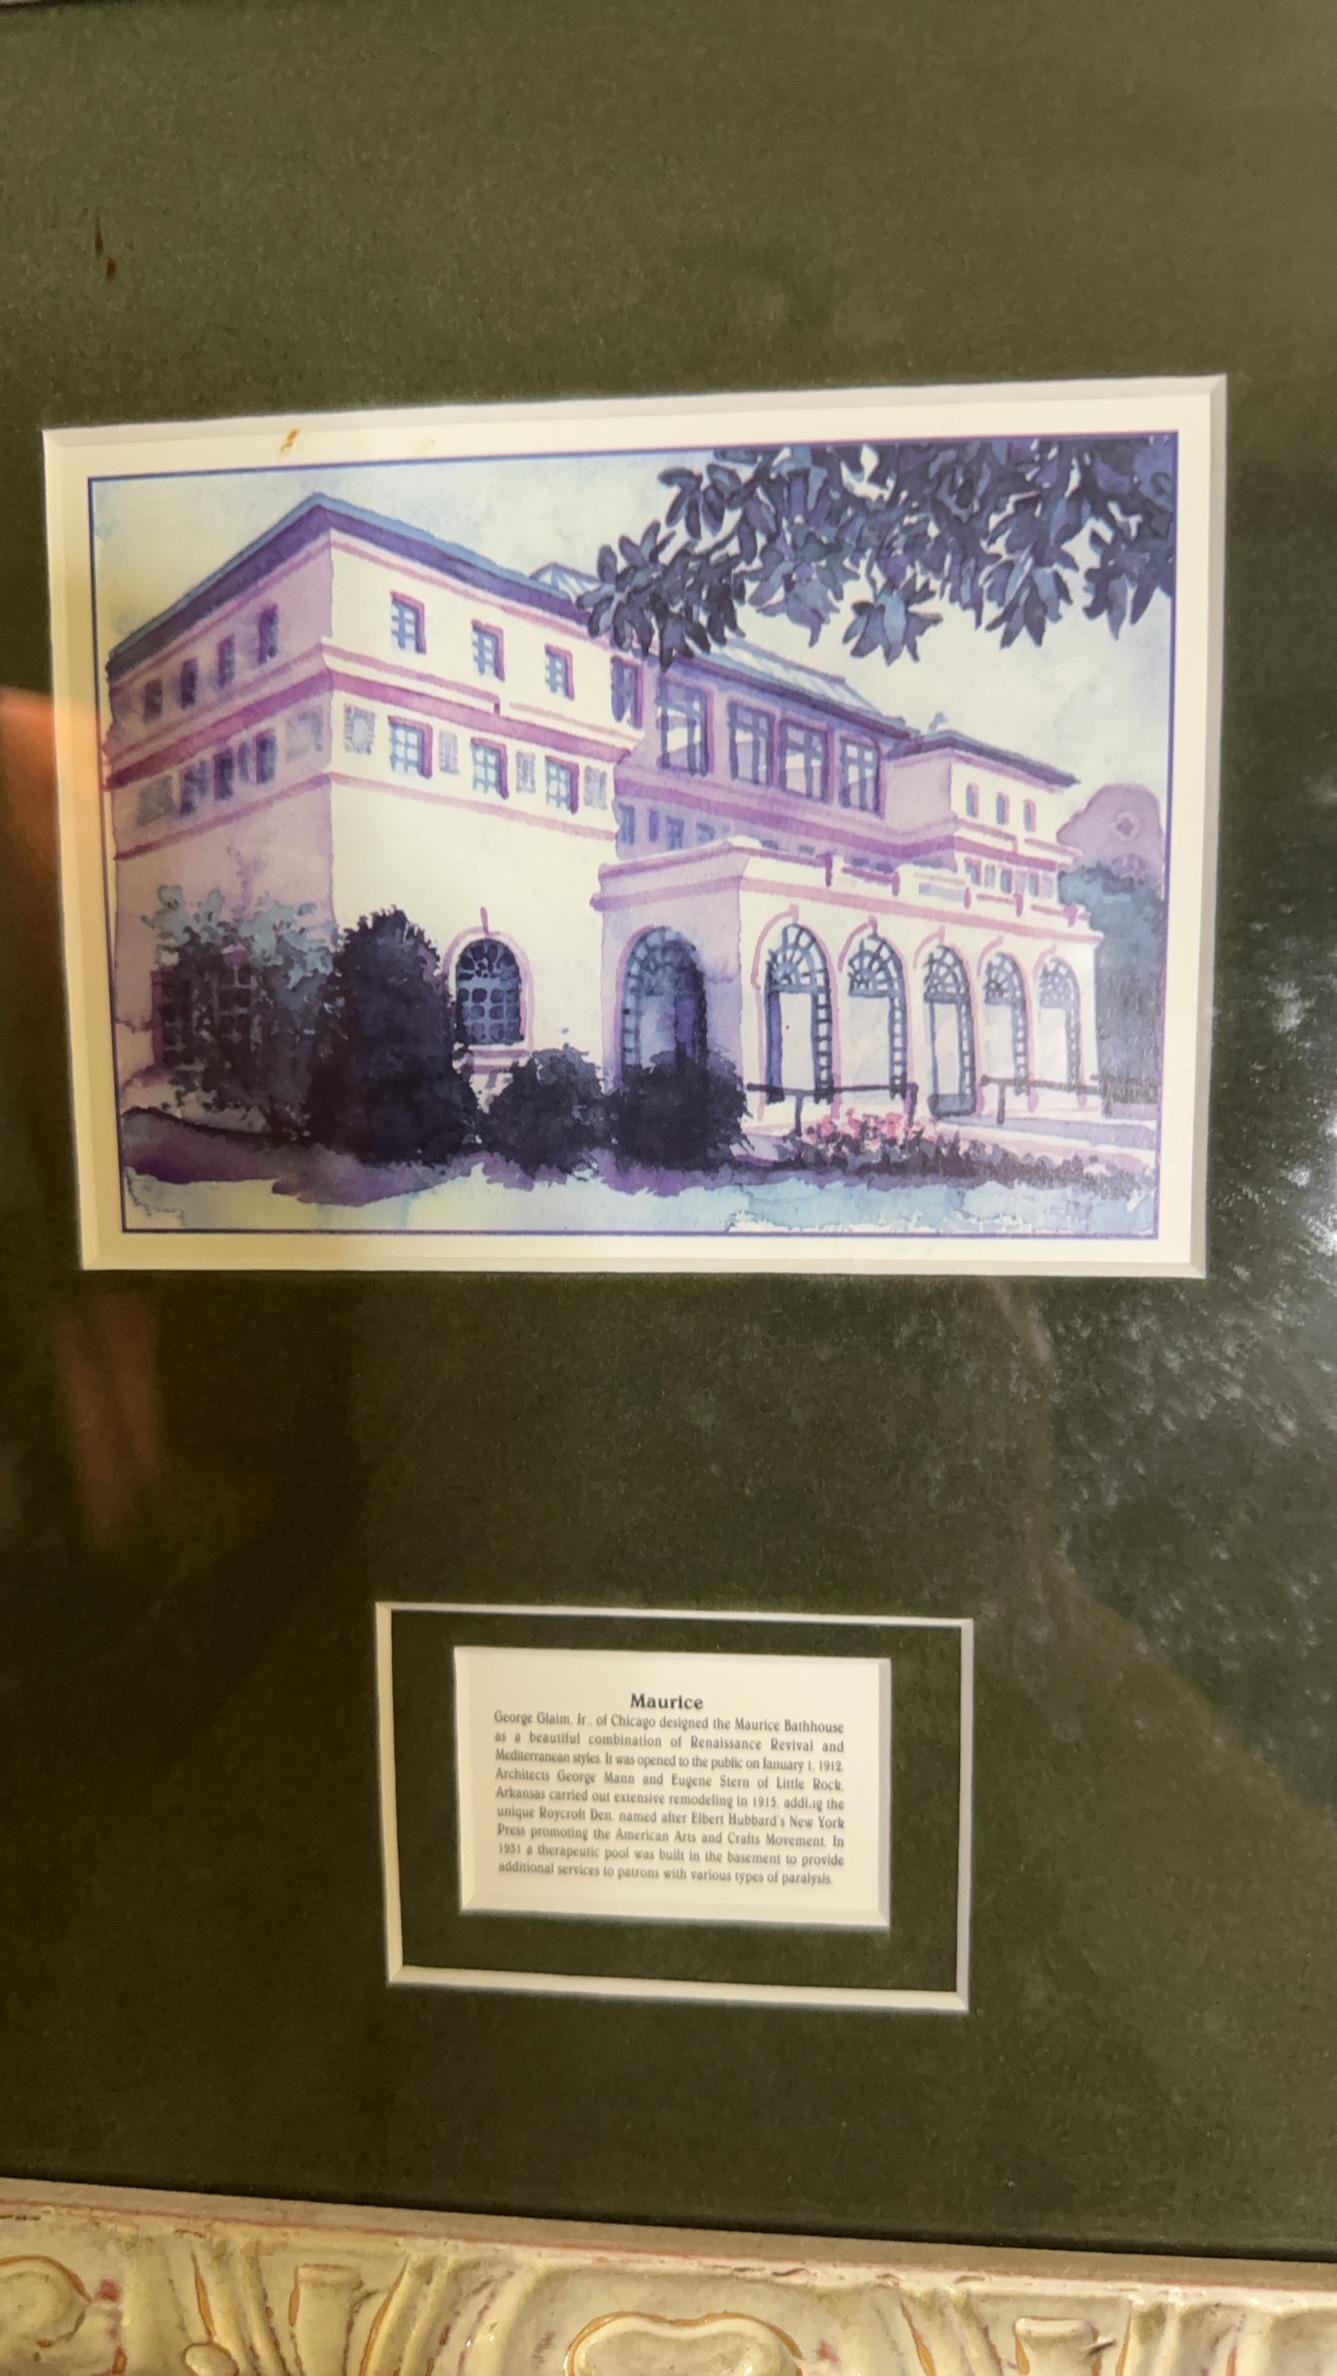 Maurice
George Glaim, Jr., of Chicago designed the Maurice Bathhouse
as a beautiful combination of Renaissance Revival and
Mediterranean styles. It was opened to the public on January 1, 1912.
Architects George Mann and Eugene Stern of Little Rock,
Arkansas carried out extensive remodeling in 1915, adding the
unique Roycroft Den, named after Elbert Hubbard's New York
Press promoting the American Arts and Crafts Movement. In
1931 a therapeutic pool was built in the basement to provide
additional services to patrons with various types of paralysis.